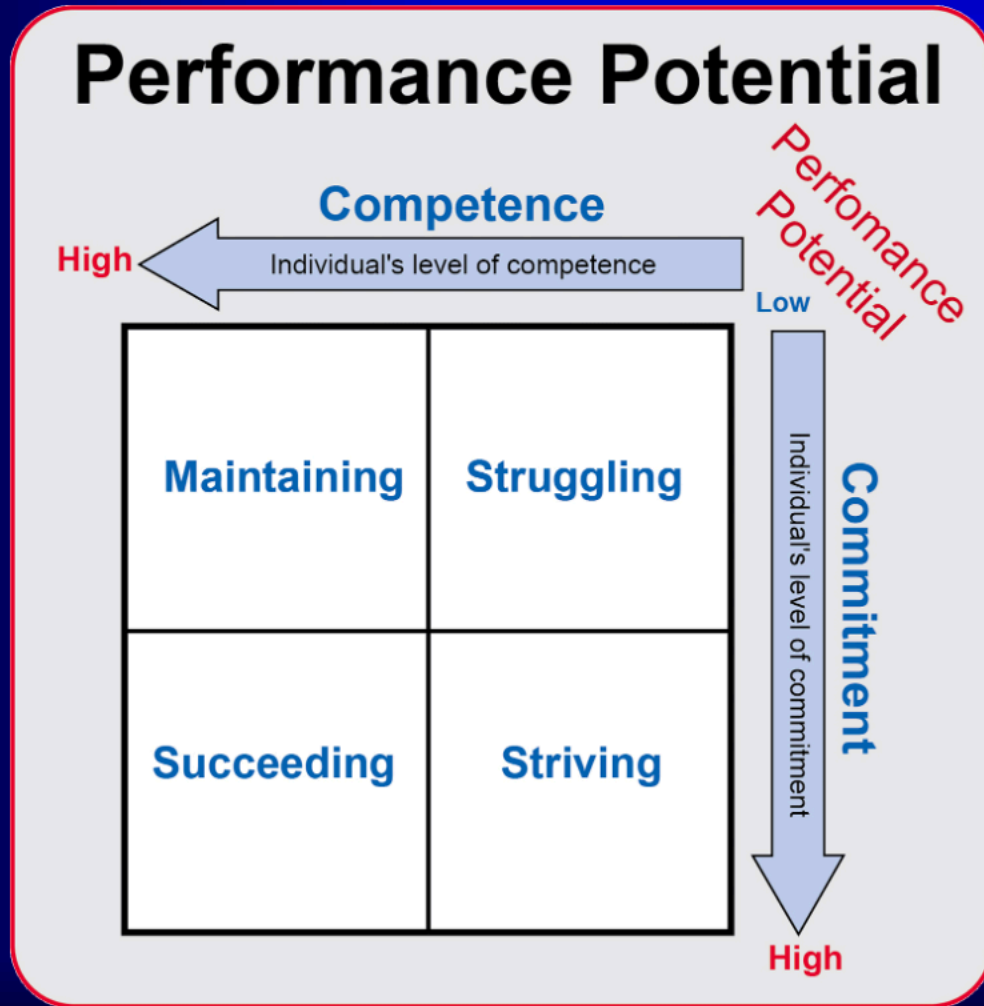 Performance Potential
Perfomance
Potential
Competence
High
Individual's level of competence
Low
Maintaining
Struggling
Individual's level of commitment
Commitment
Succeeding
Striving
High